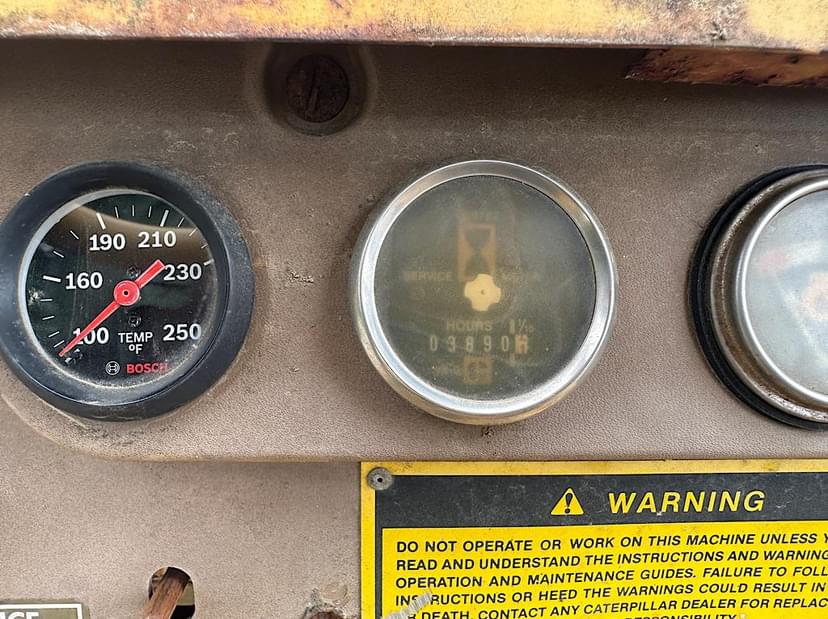 190 210
160 230
100 250
TEMP
°F
BOSCH
SERVICE METER
HOURS 1/10
03890
WARNING
DO NOT OPERATE OR WORK ON THIS MACHINE UNLESS
READ AND UNDERSTAND THE INSTRUCTIONS AND WARNING
OPERATION AND MAINTENANCE GUIDES. FAILURE TO
INSTRUCTIONS OR HEED THE WARNINGS COULD RESULT IN
DEATH. CONTACT ANY CATERPILLAR DEALER FOR
RESPONSIBILITY